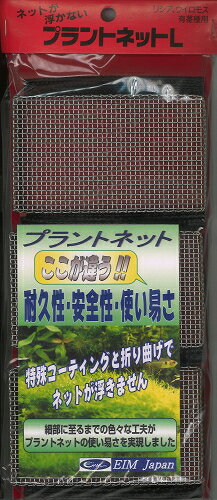 ネットが
浮かない
リシア,ウィロモス
有茎植用
プラントネットL
プラントネット
ここが違う!!
耐久性・安全性・使い易さ
特殊コーティングと折り曲げで
ネットが浮きません
細部に至るまでの色々な工夫が
プラントネットの使い易さを実現しました
EIM Japan